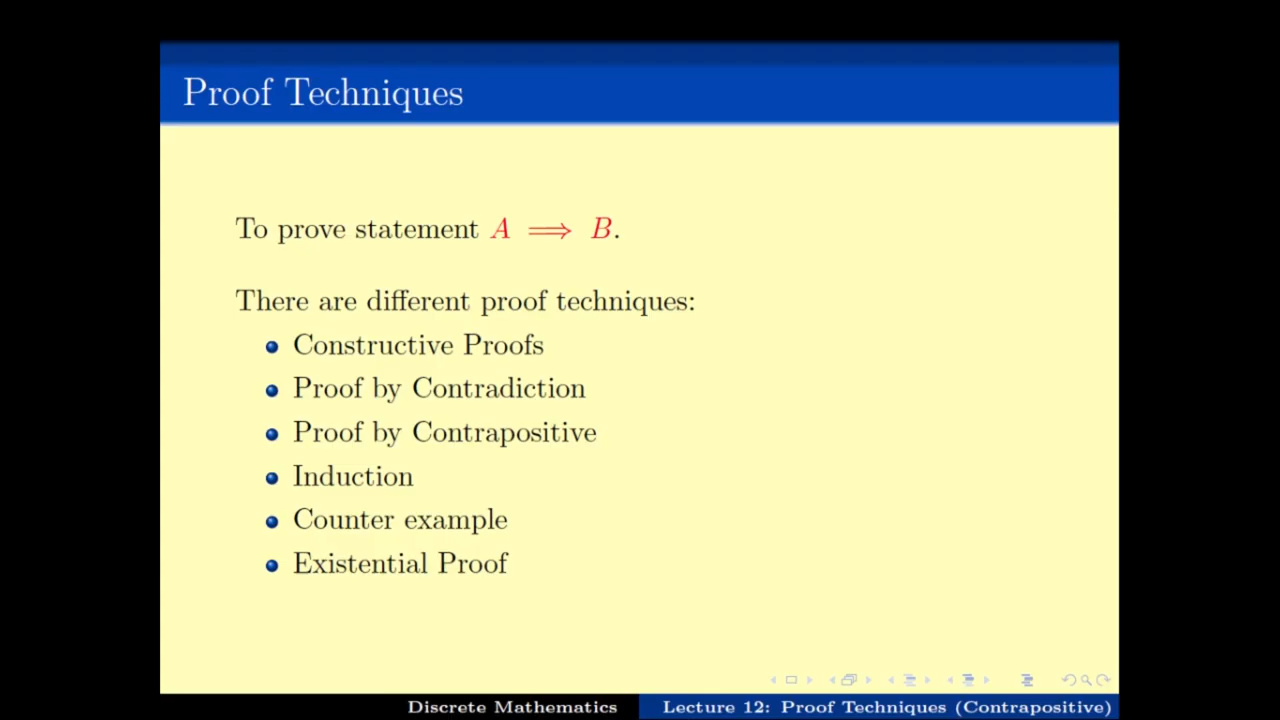 Proof Techniques
To prove statement A ⟹ B.
There are different proof techniques:
Constructive Proofs
Proof by Contradiction
Proof by Contrapositive
Induction
Counter example
Existential Proof
Discrete Mathematics
Lecture 12: Proof Techniques (Contrapositive)